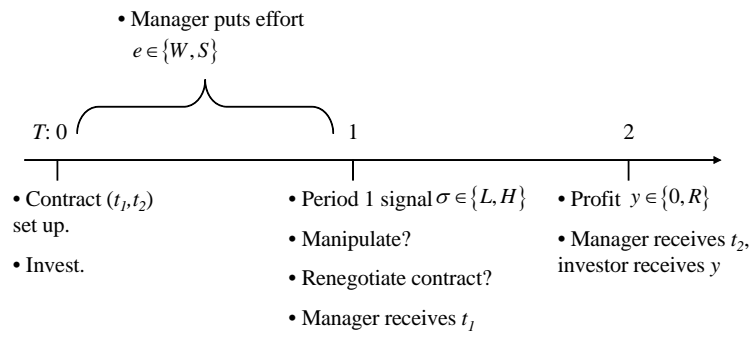 • Manager puts effort
e ∈ {W, S}
T: 0
1
2
• Contract (t₁,t₂)
set up.
• Invest.
• Period 1 signal σ ∈ {L, H}
• Manipulate?
• Renegotiate contract?
• Manager receives t₁
• Profit y ∈ {0, R}
• Manager receives t₂,
investor receives y